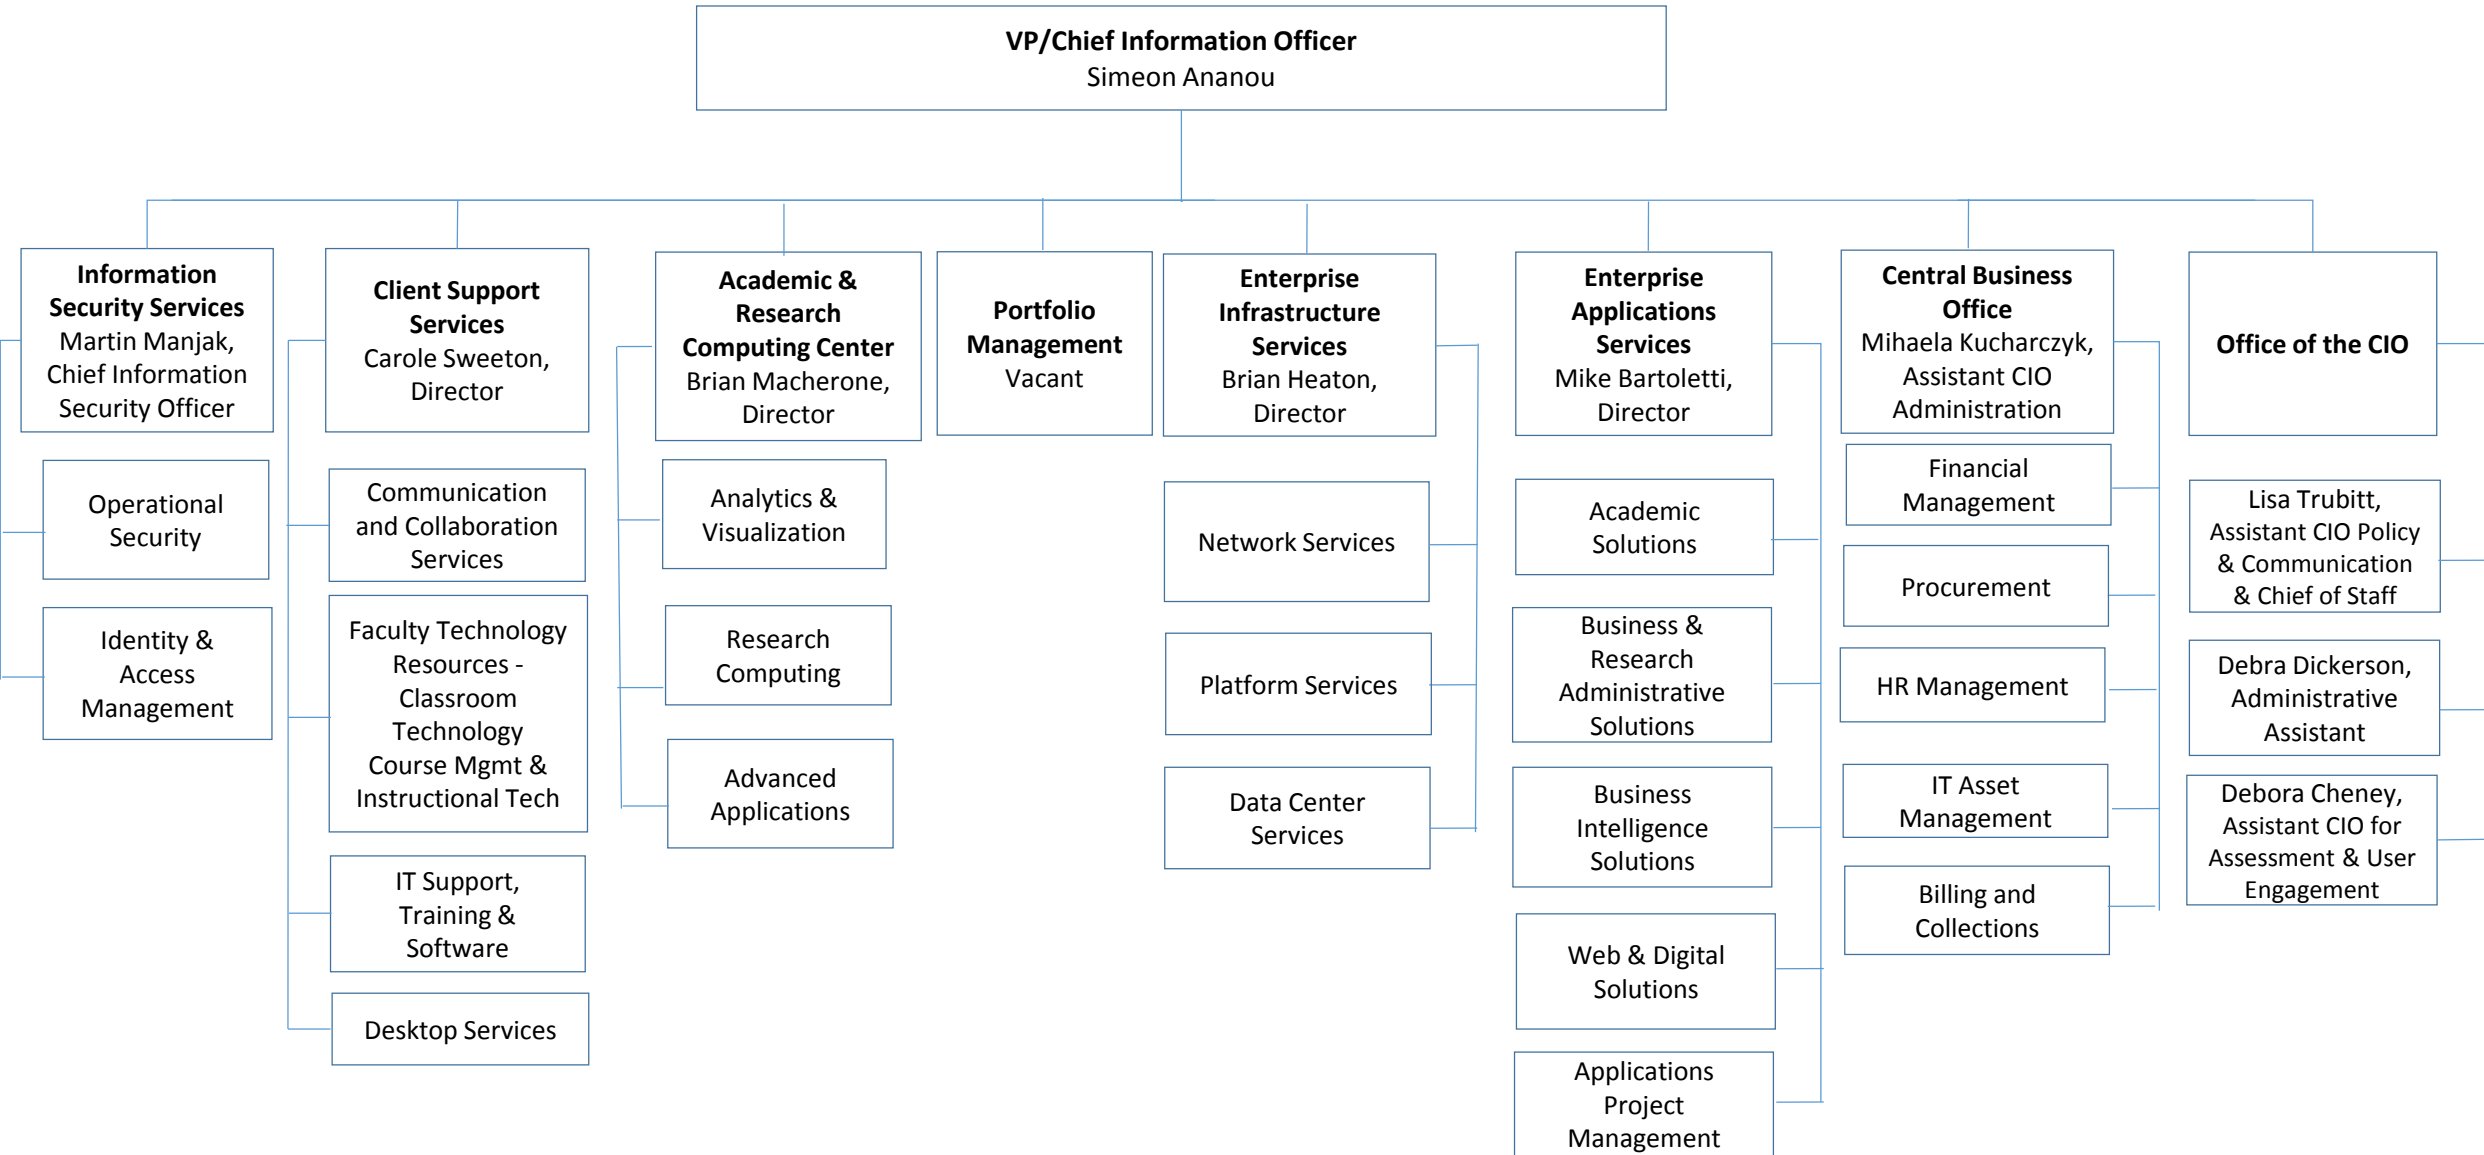 VP/Chief Information Officer
Simeon Ananou
Information
Security Services
Martin Manjak,
Chief Information
Security Officer
Operational
Security
Identity &
Access
Management
Client Support
Services
Carole Sweeton,
Director
Communication
and Collaboration
Services
Faculty Technology
Resources -
Classroom
Technology
Course Mgmt &
Instructional Tech
IT Support,
Training &
Software
Desktop Services
Academic &
Research
Computing Center
Brian Macherone,
Director
Analytics &
Visualization
Research
Computing
Advanced
Applications
Portfolio
Management
Vacant
Enterprise
Infrastructure
Services
Brian Heaton,
Director
Network Services
Platform Services
Data Center
Services
Enterprise
Applications
Services
Mike Bartoletti,
Director
Academic
Solutions
Business &
Research
Administrative
Solutions
Business
Intelligence
Solutions
Web & Digital
Solutions
Applications
Project
Management
Central Business
Office
Mihaela Kucharczyk,
Assistant CIO
Administration
Financial
Management
Procurement
HR Management
IT Asset
Management
Billing and
Collections
Office of the CIO
Lisa Trubitt,
Assistant CIO Policy
& Communication
& Chief of Staff
Debra Dickerson,
Administrative
Assistant
Debora Cheney,
Assistant CIO for
Assessment & User
Engagement